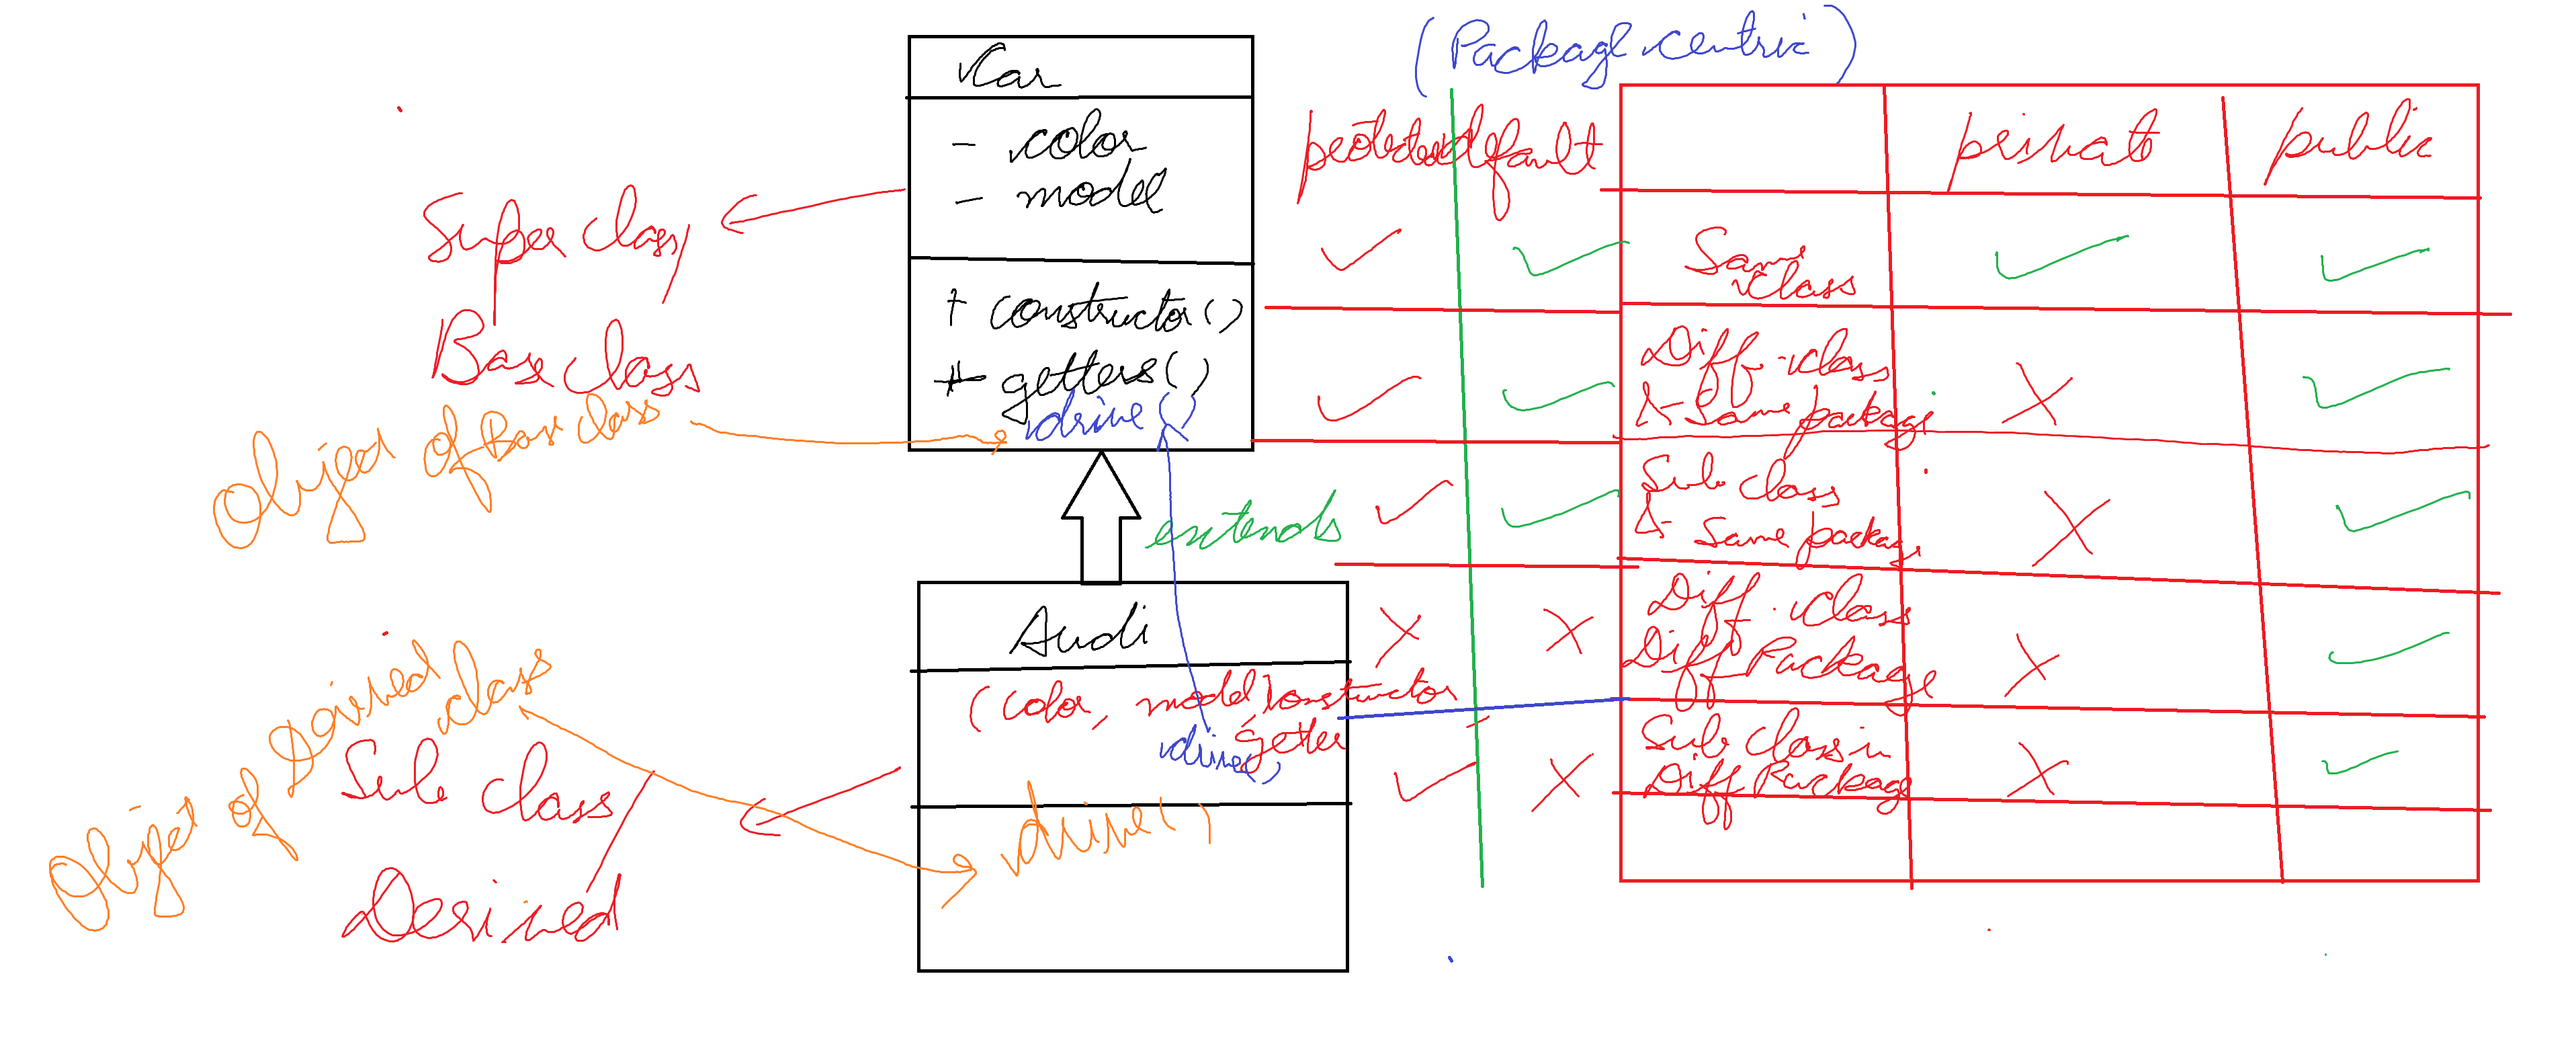 (Package centric)
Car
- color
- model
+ constructor()
+ getters()
drive()
Super class/
Base class
Object of Base class
extends
Audi
(color, model, constructor
getter
drive()
drive()
Object of Derived
class
Sub class/
Derived
protected default private public
Same
class
Diff. class
& Same package
Sub class
& Same package
Diff. class
Diff Package
Sub class in
Diff Package